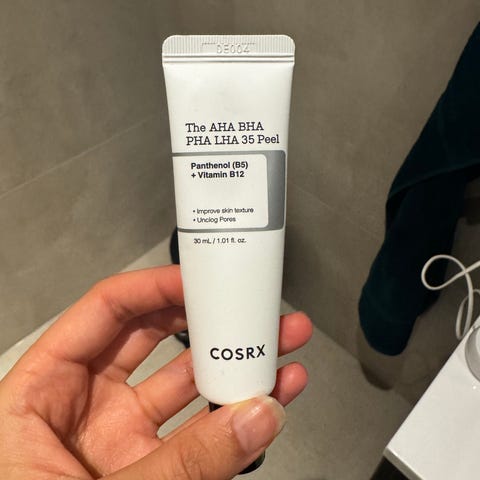 DE004
The AHA BHA
PHA LHA 35 Peel
Panthenol (B5)
+ Vitamin B12
• Improve skin texture
• Unclog Pores
30 mL / 1.01 fl. oz.
COSRX